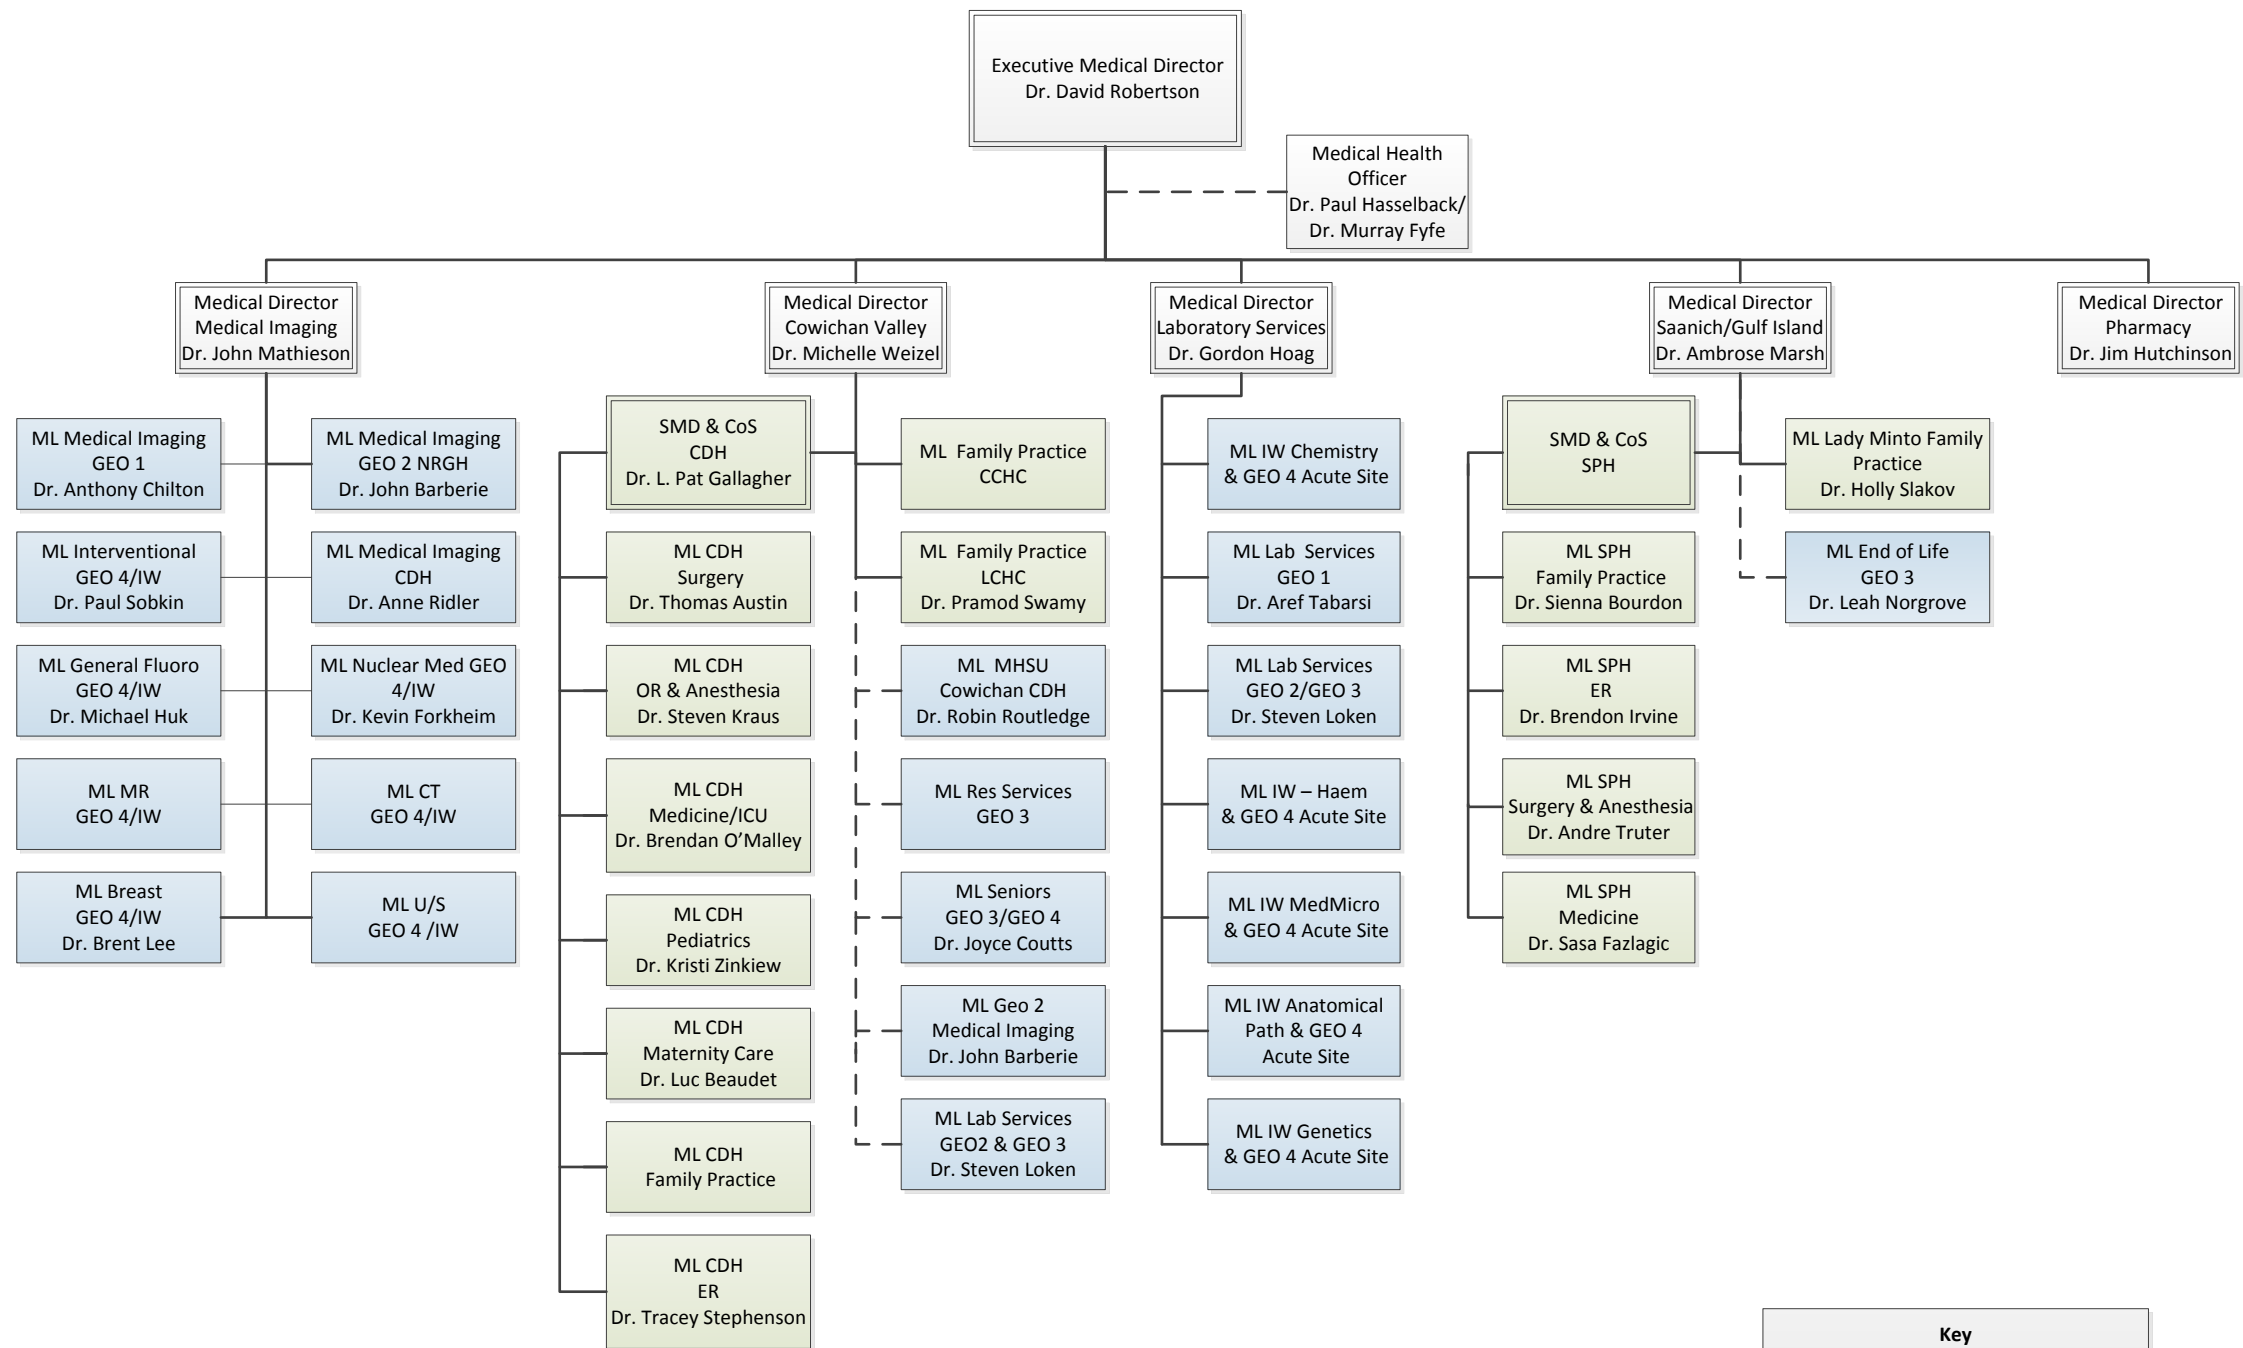 Executive Medical Director
Dr. David Robertson
Medical Health
Officer
Dr. Paul Hasselback/
Dr. Murray Fyfe
Medical Director
Medical Imaging
Dr. John Mathieson
Medical Director
Cowichan Valley
Dr. Michelle Weizel
Medical Director
Laboratory Services
Dr. Gordon Hoag
Medical Director
Saanich/Gulf Island
Dr. Ambrose Marsh
Medical Director
Pharmacy
Dr. Jim Hutchinson
ML Medical Imaging
GEO 1
Dr. Anthony Chilton
ML Medical Imaging
GEO 2 NRGH
Dr. John Barberie
ML Interventional
GEO 4/IW
Dr. Paul Sobkin
ML Medical Imaging
CDH
Dr. Anne Ridler
ML General Fluoro
GEO 4/IW
Dr. Michael Huk
ML Nuclear Med GEO
4/IW
Dr. Kevin Forkheim
ML MR
GEO 4/IW
ML CT
GEO 4/IW
ML Breast
GEO 4/IW
Dr. Brent Lee
ML U/S
GEO 4 /IW
SMD & CoS
CDH
Dr. L. Pat Gallagher
ML CDH
Surgery
Dr. Thomas Austin
ML CDH
OR & Anesthesia
Dr. Steven Kraus
ML CDH
Medicine/ICU
Dr. Brendan O’Malley
ML CDH
Pediatrics
Dr. Kristi Zinkiew
ML CDH
Maternity Care
Dr. Luc Beaudet
ML CDH
Family Practice
ML CDH
ER
Dr. Tracey Stephenson
ML Family Practice
CCHC
ML Family Practice
LCHC
Dr. Pramod Swamy
ML MHSU
Cowichan CDH
Dr. Robin Routledge
ML Res Services
GEO 3
ML Seniors
GEO 3/GEO 4
Dr. Joyce Coutts
ML Geo 2
Medical Imaging
Dr. John Barberie
ML Lab Services
GEO2 & GEO 3
Dr. Steven Loken
ML IW Chemistry
& GEO 4 Acute Site
ML Lab Services
GEO 1
Dr. Aref Tabarsi
ML Lab Services
GEO 2/GEO 3
Dr. Steven Loken
ML IW – Haem
& GEO 4 Acute Site
ML IW MedMicro
& GEO 4 Acute Site
ML IW Anatomical
Path & GEO 4
Acute Site
ML IW Genetics
& GEO 4 Acute Site
SMD & CoS
SPH
ML SPH
Family Practice
Dr. Sienna Bourdon
ML SPH
ER
Dr. Brendon Irvine
ML SPH
Surgery & Anesthesia
Dr. Andre Truter
ML SPH
Medicine
Dr. Sasa Fazlagic
ML Lady Minto Family
Practice
Dr. Holly Slakov
ML End of Life
GEO 3
Dr. Leah Norgrove
Key